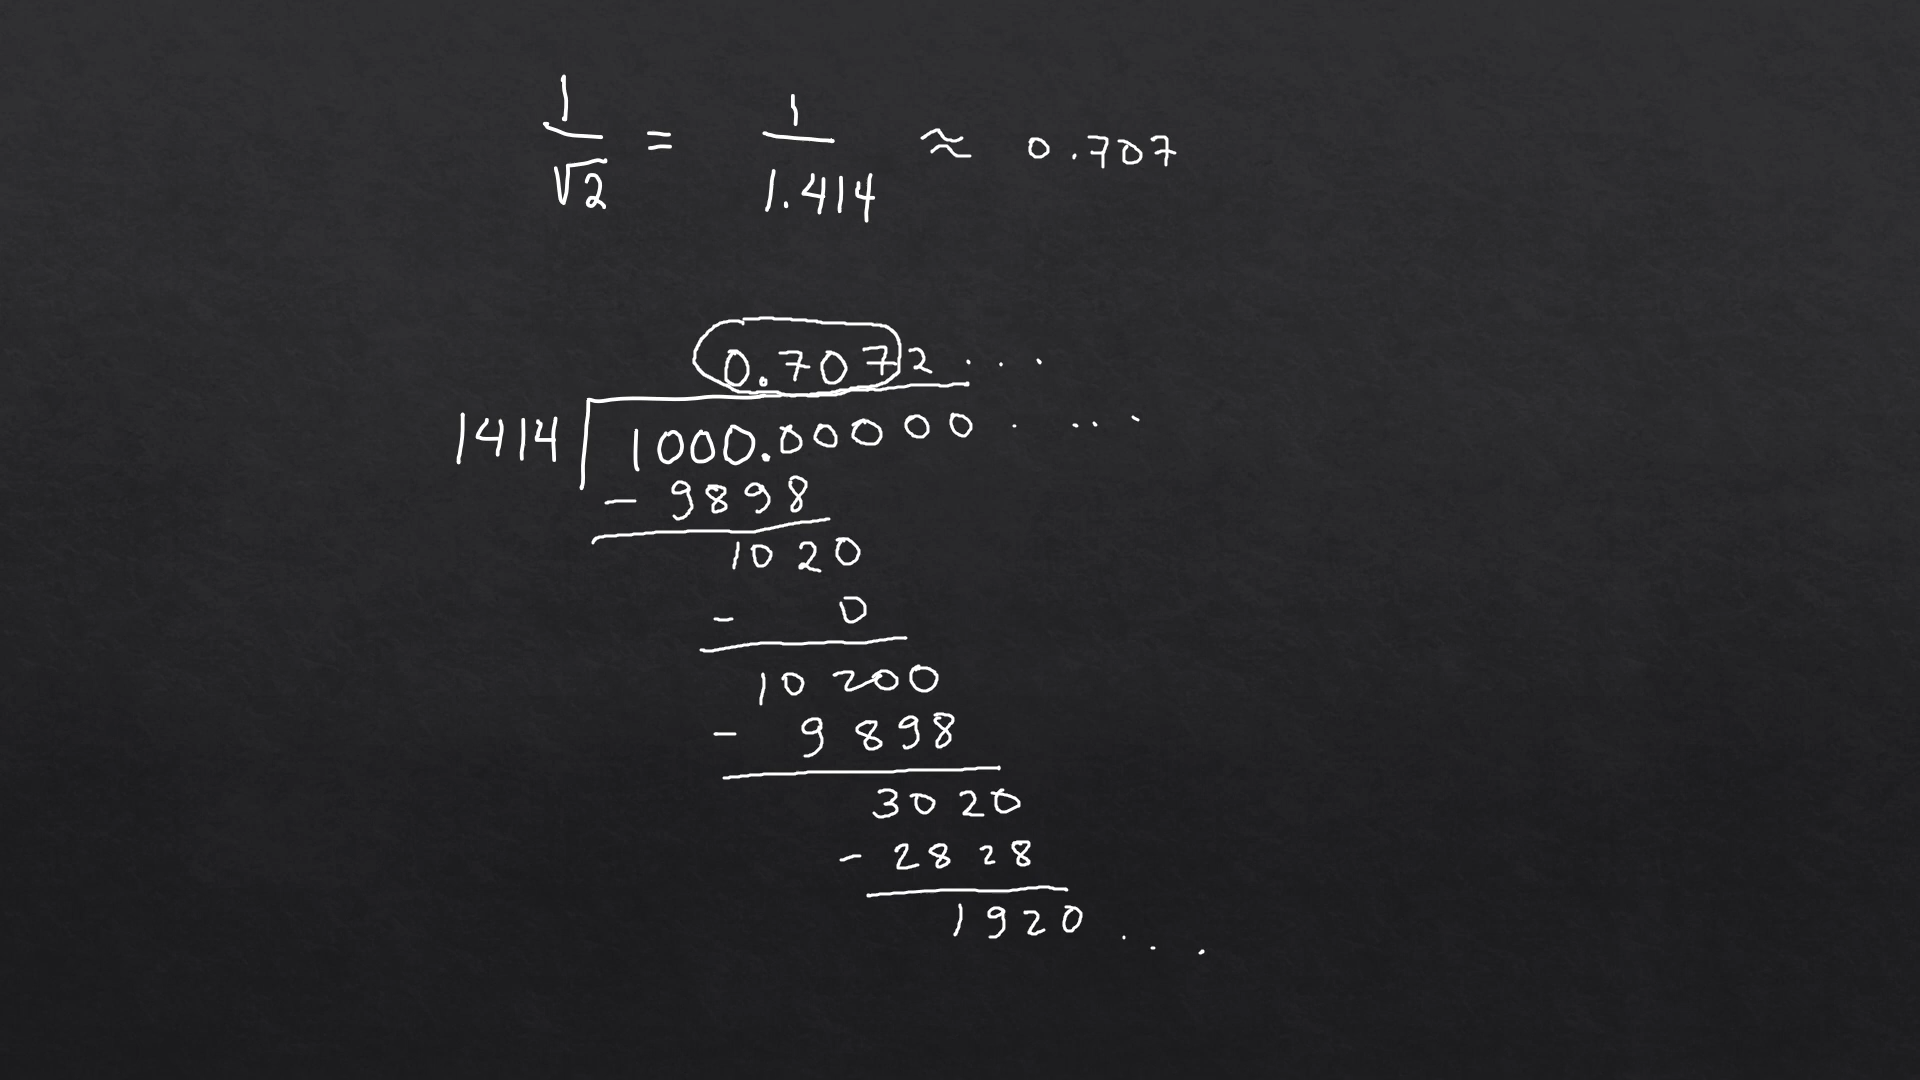 1/√2 = 1/1.414 ≈ 0.707
0.7072 . . .
1414 1000.00000 . . . .
- 9898
1020
- 0
10200
- 9898
3020
- 2828
1920 . . .